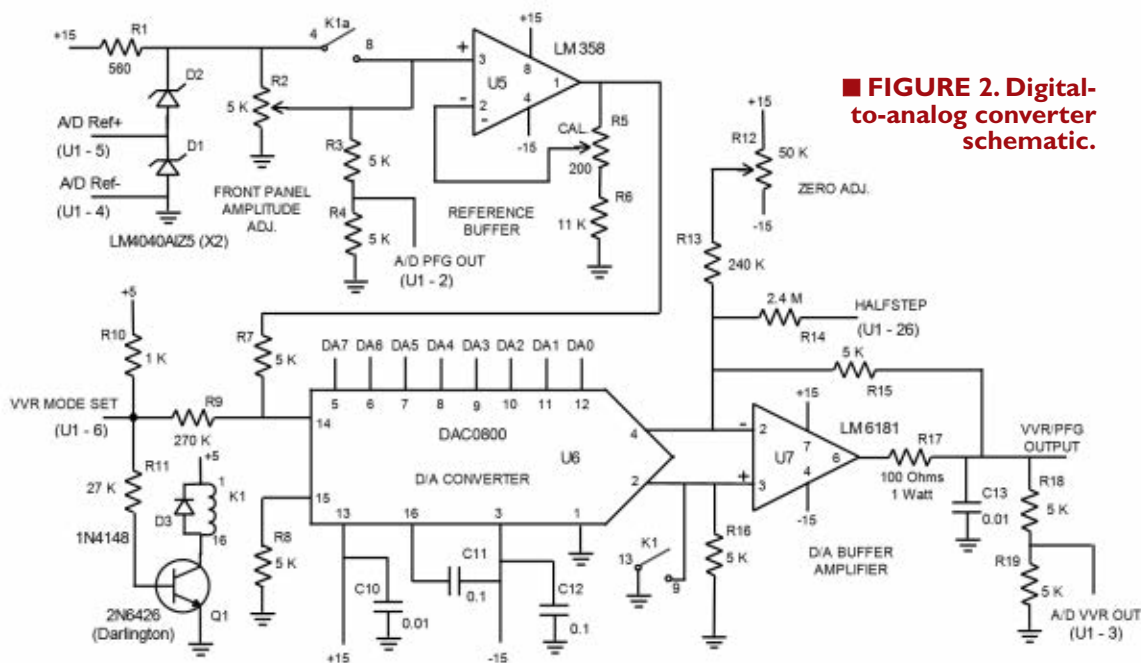 FIGURE 2. Digital-
to-analog converter
schematic.
+15
R1
560
D2
A/D Ref+
(U1 - 5)
D1
A/D Ref-
(U1 - 4)
LM4040AIZ5 (X2)
R2
5 K
FRONT PANEL
AMPLITUDE
ADJ.
K1a
4
8
R3
5 K
R4
5 K
A/D PFG OUT
(U1 - 2)
+
3
U5
2
-
-
+15
8
LM358
1
4
-15
REFERENCE
BUFFER
CAL.
R5
200
R6
11 K
+15
R12
50 K
ZERO ADJ.
-15
R13
240 K
2.4 M
R14
HALFSTEP
(U1 - 26)
5 K
R15
+5
R10
1 K
VVR MODE SET
(U1 - 6)
R9
270 K
R7
5 K
R11
27 K
+5
1
K1
D3
16
1N4148
2N6426
(Darlington)
Q1
R8
5 K
DA7 DA6 DA5 DA4 DA3 DA2 DA1 DA0
5 6 7 8 9 10 11 12
14
DAC0800
U6
4
D/A CONVERTER
2
15
13 16 3 1
C10
0.01
+15
C11
0.1
C12
0.1
-15
K1
13
9
R16
5 K
- 2
U7
+ 3
+15
7
LM6181
6
4
-15
D/A BUFFER
AMPLIFIER
R17
100 Ohms
1 Watt
VVR/PFG
OUTPUT
C13
0.01
R18
5 K
R19
5 K
A/D VVR OUT
(U1 - 3)